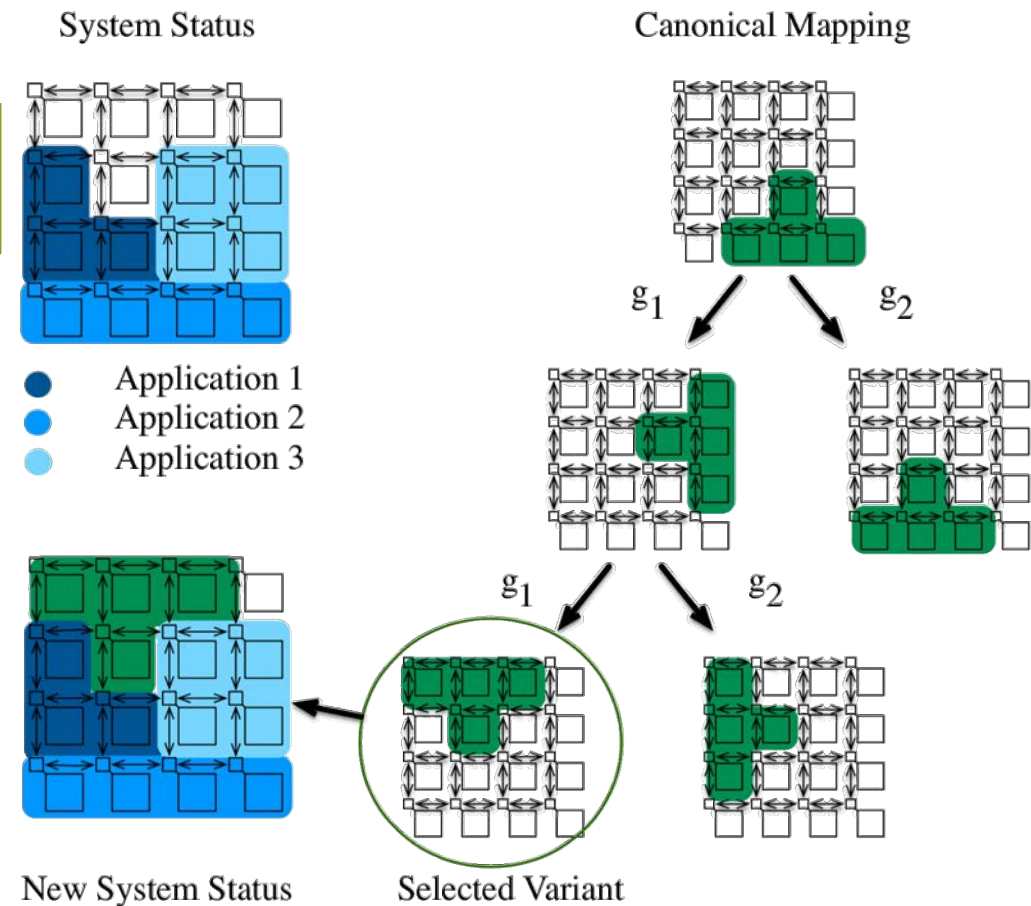 System Status
Canonical Mapping
g1
g2
Application 1
Application 2
Application 3
g1
g2
New System Status
Selected Variant